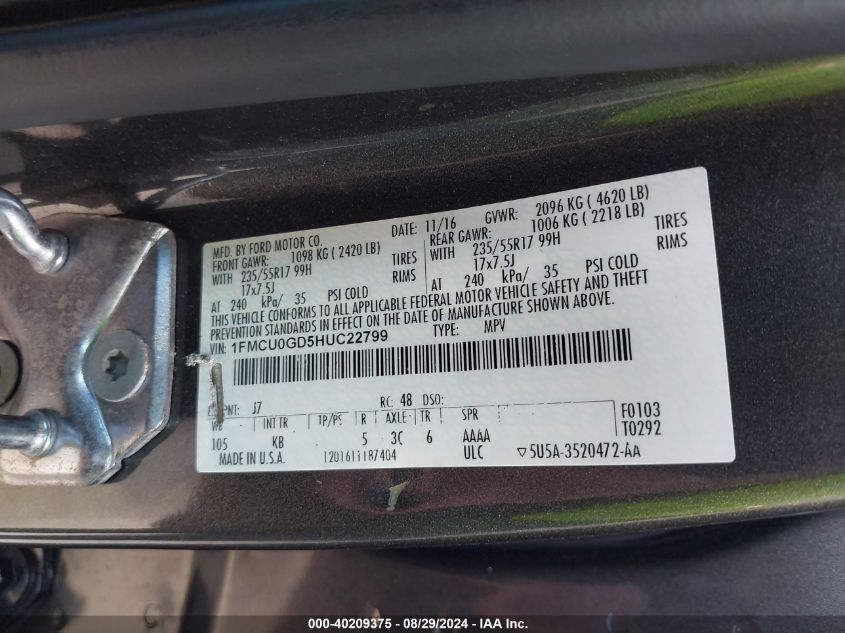 MFD. BY FORD MOTOR CO.
DATE: 11/16 GVWR: 2096 KG ( 4620 LB)
FRONT GAWR: 1098 KG ( 2420 LB)
REAR GAWR: 1006 KG ( 2218 LB)
WITH 235/55R17 99H TIRES
WITH 235/55R17 99H TIRES
17x7.5J RIMS
17x7.5J RIMS
AT 240 kPa/ 35 PSI COLD
AT 240 kPa/ 35 PSI COLD
THIS VEHICLE CONFORMS TO ALL APPLICABLE FEDERAL MOTOR VEHICLE SAFETY AND THEFT
PREVENTION STANDARDS IN EFFECT ON THE DATE OF MANUFACTURE SHOWN ABOVE.
VIN: 1FMCU0GD5HUC22799 TYPE: MPV
PNT: J7 RC: 48 DSO:
WB INT TR TP/PS R AXLE TR SPR F0103
105 KB 5 3C 6 AAAA T0292
MADE IN U.S.A. 1201611187404 ULC ▽5U5A-3520472-AA
000-40209375 - 08/29/2024 - IAA Inc.